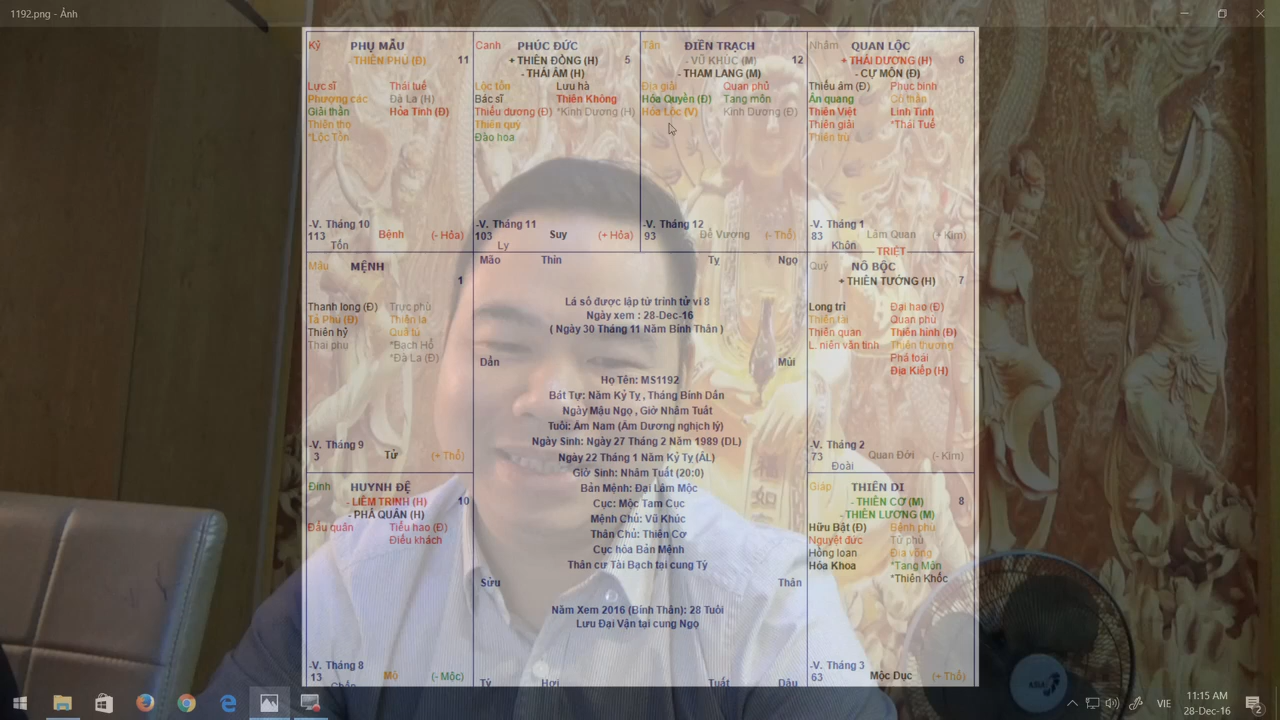 1192.png - Ảnh
Kỷ PHỤ MẪU
- THIÊN PHỦ (Đ) 11
Lực sĩ Thái tuế
Phượng các Đà La (H)
Giải thần Hỏa Tinh (Đ)
Thiên thọ
*Lộc Tồn
-V. Tháng 10
113 Bệnh (- Hỏa)
Tốn
Canh PHÚC ĐỨC
+ THIÊN ĐỒNG (H) 5
- THÁI ÂM (H)
Lộc tồn Lưu hà
Bác sĩ Thiên Không
Thiếu dương (Đ) *Kình Dương (H)
Thiên quý
Đào hoa
-V. Tháng 11
103 Suy (+ Hỏa)
Ly
Tân ĐIỀN TRẠCH
- VŨ KHÚC (M) 12
- THAM LANG (M)
Địa giải Quan phủ
Hóa Quyền (Đ) Tang môn
Hóa Lộc (V) Kình Dương (Đ)
-V. Tháng 12
93 Đế Vượng (- Thổ)
Nhâm QUAN LỘC
+ THÁI DƯƠNG (H) 6
- CỰ MÔN (Đ)
Thiếu âm (Đ) Phục binh
Ân quang Cô thần
Thiên Việt Linh Tinh
Thiên giải *Thái Tuế
Thiên trù
-V. Tháng 1
83 Lâm Quan (+ Kim)
Khôn
TRIỆT
Mậu MỆNH
1
Thanh long (Đ) Trực phù
Tả Phù (Đ) Thiên la
Thiên hỷ Quả tú
Thai phụ *Bạch Hổ
*Đà La (Đ)
-V. Tháng 9
3 Tử (+ Thổ)
Mão Thìn Tỵ Ngọ
Lá số được lập từ trình tử vi 8
Ngày xem : 28-Dec-16
( Ngày 30 Tháng 11 Năm Bính Thân )
Dần Mùi
Họ Tên: MS1192
Bát Tự: Năm Kỷ Tỵ , Tháng Bính Dần
Ngày Mậu Ngọ , Giờ Nhâm Tuất
Tuổi: Âm Nam (Âm Dương nghịch lý)
Ngày Sinh: Ngày 27 Tháng 2 Năm 1989 (DL)
Ngày 22 Tháng 1 Năm Kỷ Tỵ (ÂL)
Giờ Sinh: Nhâm Tuất (20:0)
Bản Mệnh: Đại Lâm Mộc
Cục: Mộc Tam Cục
Mệnh Chủ: Vũ Khúc
Thân Chủ: Thiên Cơ
Cục hòa Bản Mệnh
Thân cư Tài Bạch tại cung Tý
Sửu Thân
Năm Xem 2016 (Bính Thân): 28 Tuổi
Lưu Đại Vận tại cung Ngọ
Tý Hợi Tuất Dậu
Quý NÔ BỘC
+ THIÊN TƯỚNG (H) 7
Long trì Đại hao (Đ)
Thiên tài Quan phù
Thiên quan Thiên hình (Đ)
L. niên văn tinh Thiên thương
Phá toái
Địa Kiếp (H)
-V. Tháng 2
73 Quan Đới (- Kim)
Đoài
Đinh HUYNH ĐỆ
- LIÊM TRINH (H) 10
- PHÁ QUÂN (H)
Đẩu quân Tiểu hao (Đ)
Điếu khách
-V. Tháng 8
13 Mộ (- Mộc)
Giáp THIÊN DI
- THIÊN CƠ (M) 8
- THIÊN LƯƠNG (M)
Hữu Bật (Đ) Bệnh phù
Nguyệt đức Tử phù
Hồng loan Địa võng
Hóa Khoa *Tang Môn
*Thiên Khốc
-V. Tháng 3
63 Mộc Dục (+ Thổ)
VIE
11:15 AM
28-Dec-16
2